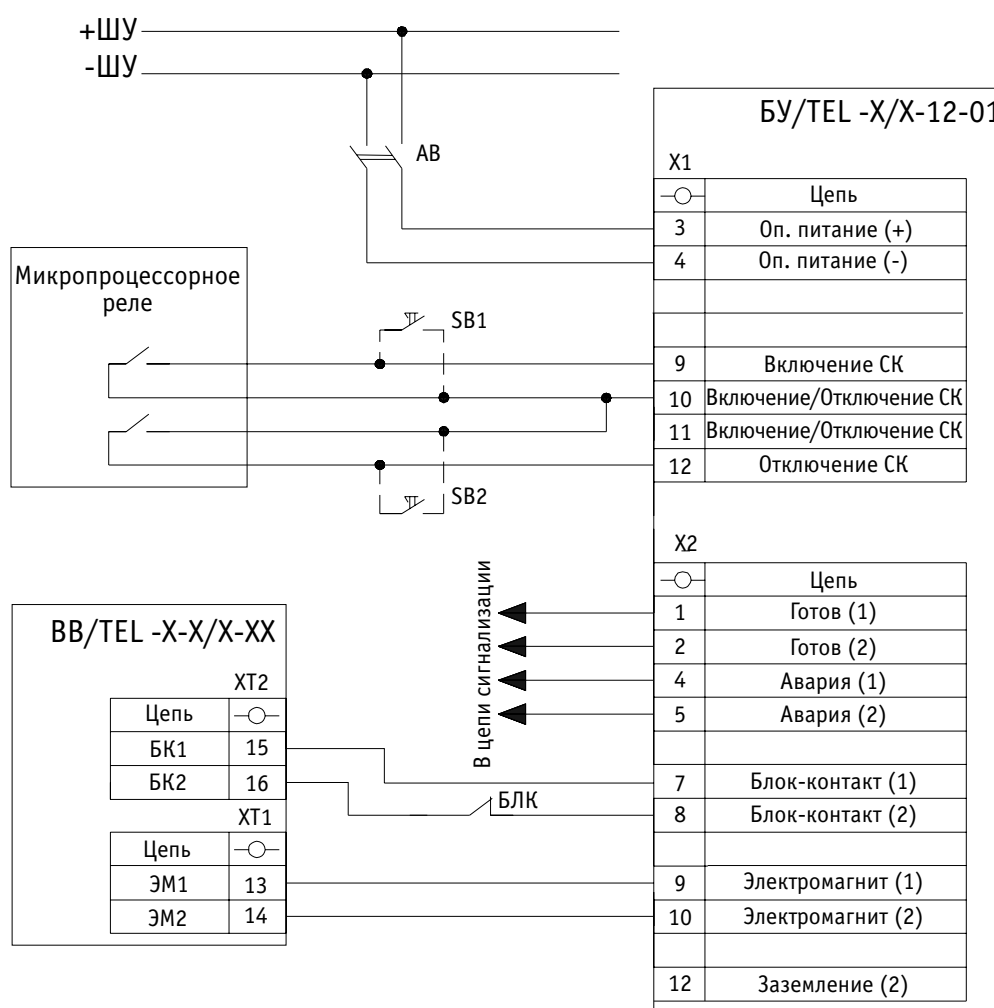 +ШУ
-ШУ
АВ
БУ/TEL -X/X-12-01
X1
Цепь
3 Оп. питание (+)
4 Оп. питание (-)
9 Включение СК
10 Включение/Отключение СК
11 Включение/Отключение СК
12 Отключение СК
Микропроцессорное
реле
SB1
SB2
X2
Цепь
1 Готов (1)
2 Готов (2)
4 Авария (1)
5 Авария (2)
7 Блок-контакт (1)
8 Блок-контакт (2)
9 Электромагнит (1)
10 Электромагнит (2)
12 Заземление (2)
В цепи сигнализации
ВВ/TEL -X-X/X-XX
XT2
Цепь
БК1 15
БК2 16
XT1
Цепь
ЭМ1 13
ЭМ2 14
БЛК